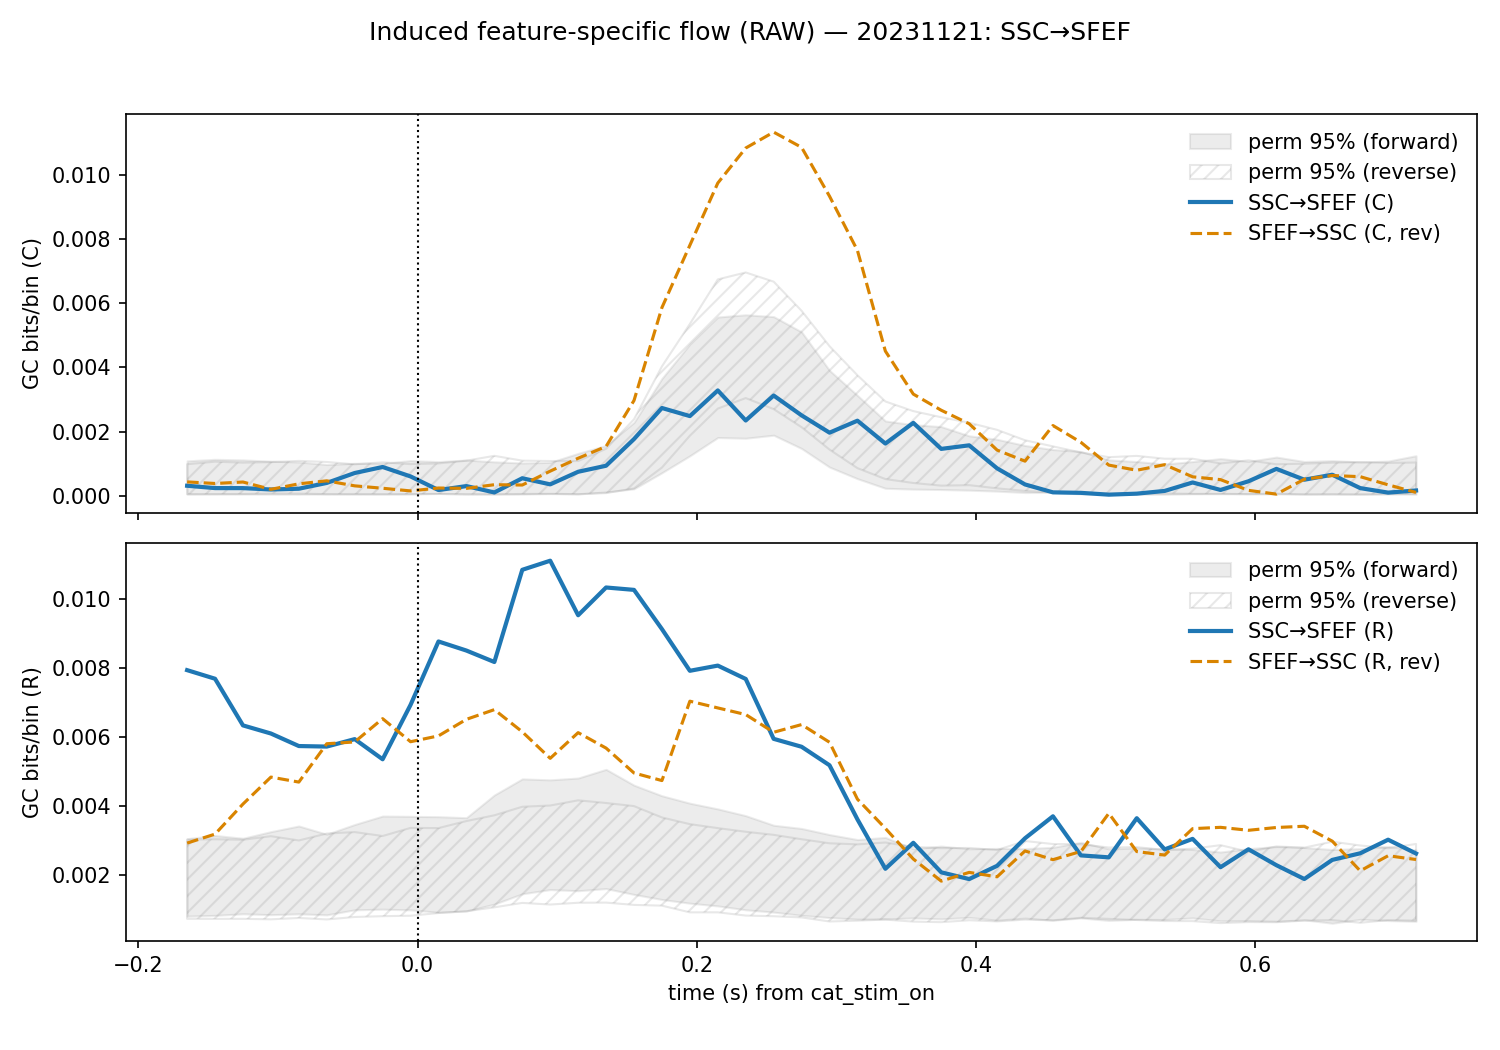 Induced feature-specific flow (RAW) — 20231121: SSC→SFEF
GC bits/bin (C)
0.010
0.008
0.006
0.004
0.002
0.000
perm 95% (forward)
perm 95% (reverse)
SSC→SFEF (C)
SFEF→SSC (C, rev)
GC bits/bin (R)
0.010
0.008
0.006
0.004
0.002
perm 95% (forward)
perm 95% (reverse)
SSC→SFEF (R)
SFEF→SSC (R, rev)
−0.2 0.0 0.2 0.4 0.6
time (s) from cat_stim_on